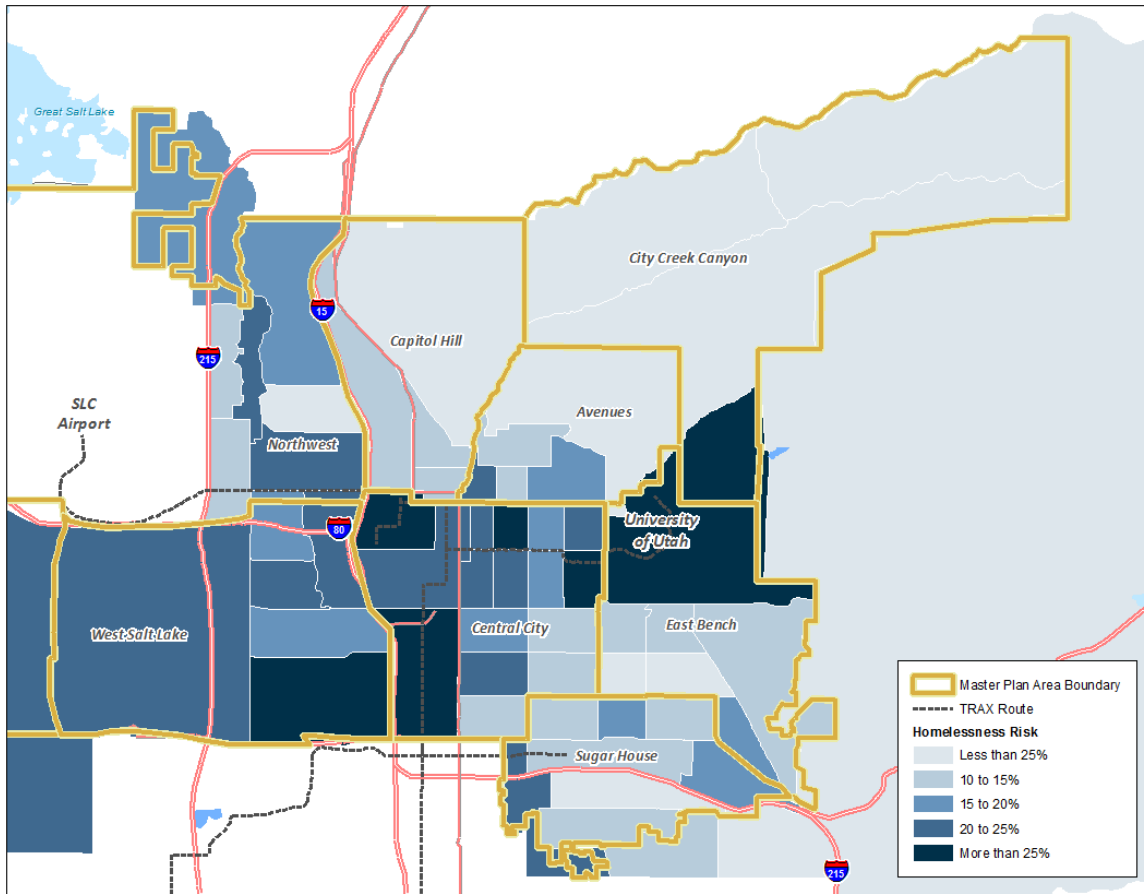 Great Salt Lake
City Creek Canyon
15
Capitol Hill
215
SLC
Airport
Avenues
Northwest
80
University
of Utah
West Salt Lake
Central City
East Bench
Sugar House
215
Master Plan Area Boundary
TRAX Route
Homelessness Risk
Less than 25%
10 to 15%
15 to 20%
20 to 25%
More than 25%